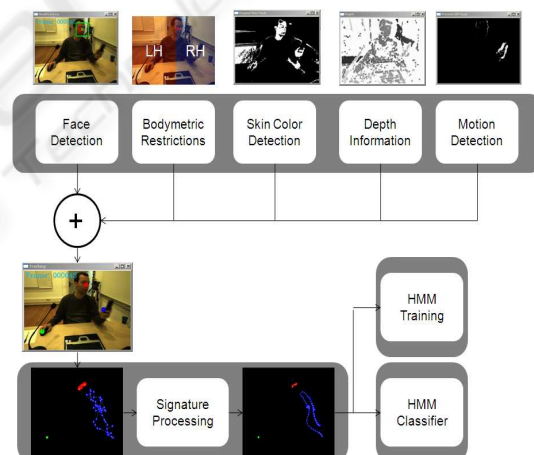 LH RH
Face
Detection
Bodymetric
Restrictions
Skin Color
Detection
Depth
Information
Motion
Detection
+
HMM
Training
Signature
Processing
HMM
Classifier